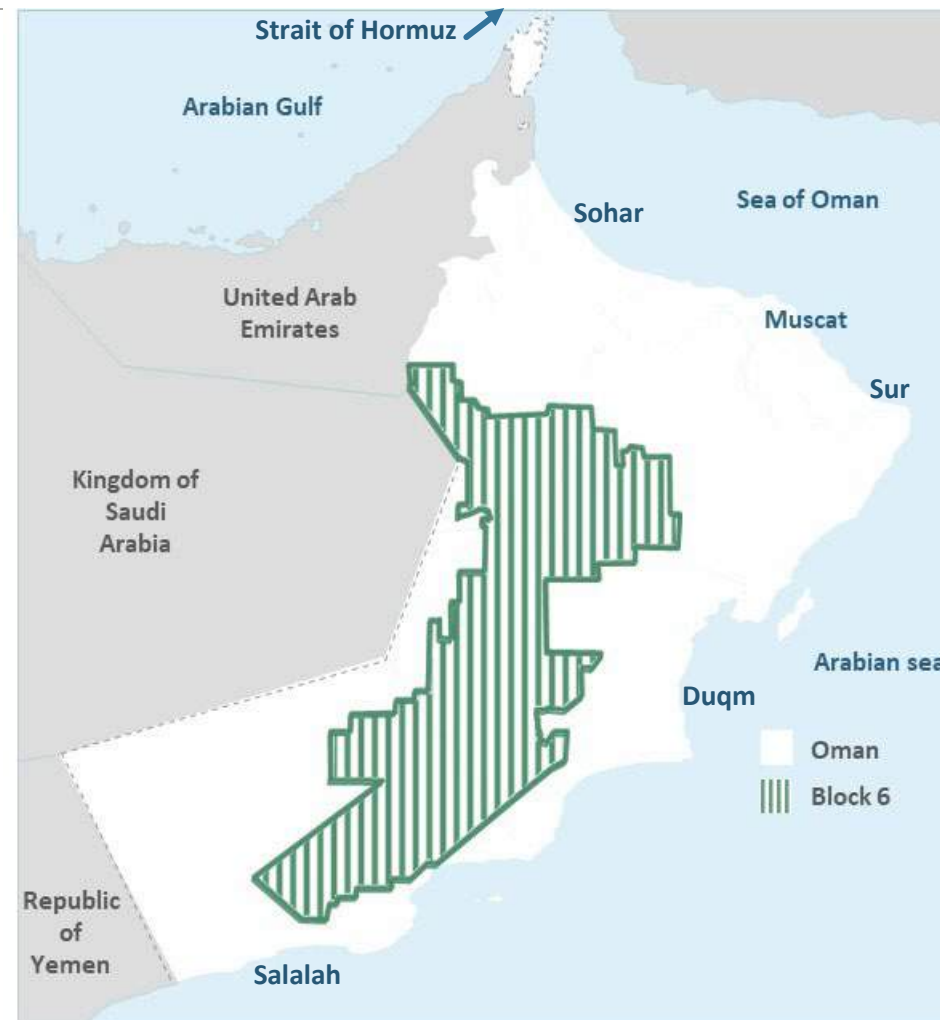 Strait of Hormuz
Arabian Gulf
Sohar
Sea of Oman
United Arab
Emirates
Muscat
Sur
Kingdom of
Saudi
Arabia
Arabian sea
Duqm
Oman
Block 6
Republic
of
Yemen
Salalah